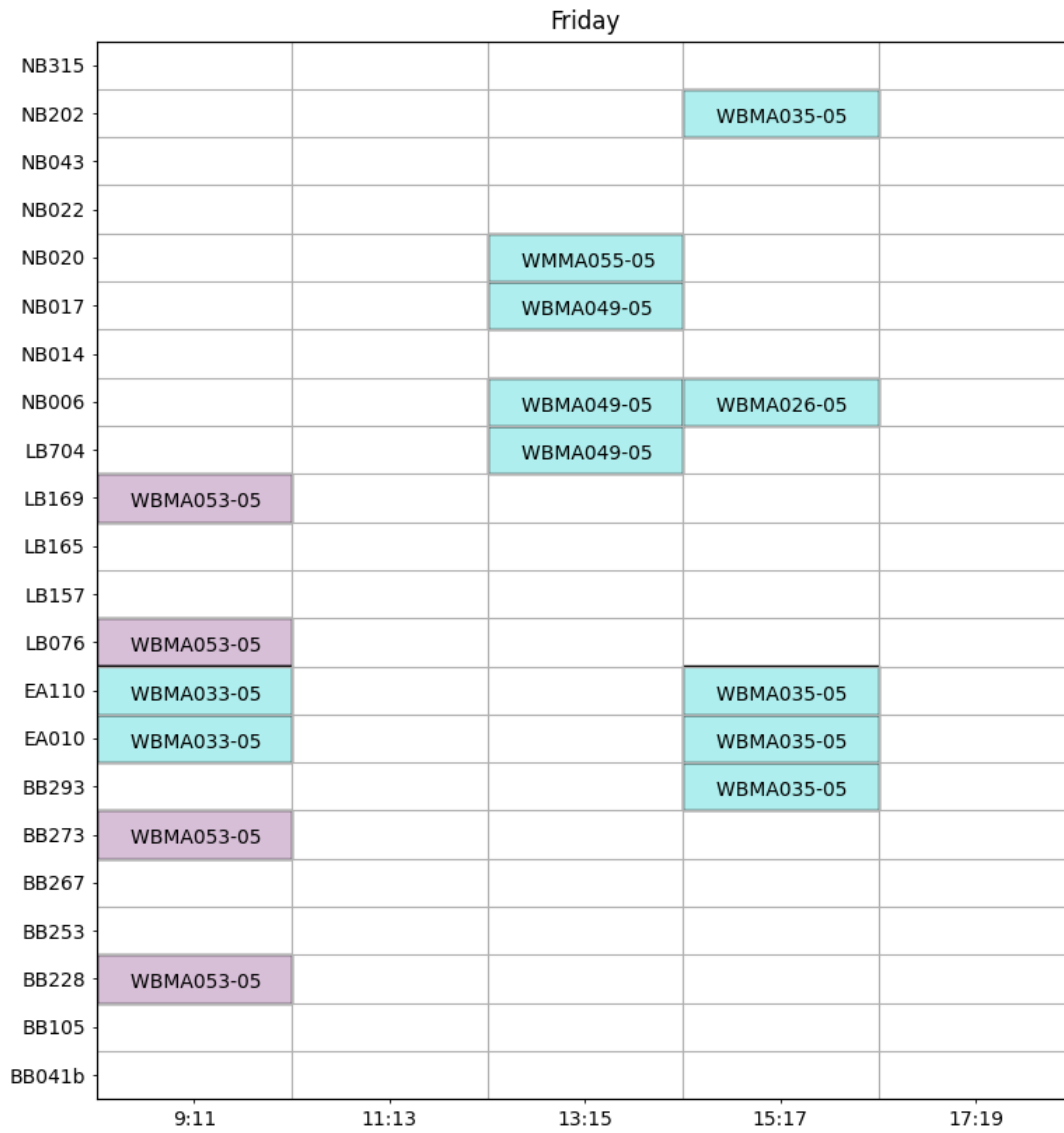 Friday
NB315
NB202 WBMA035-05
NB043
NB022
NB020 WMMA055-05
NB017 WBMA049-05
NB014
NB006 WBMA049-05 WBMA026-05
LB704 WBMA049-05
LB169 WBMA053-05
LB165
LB157
LB076 WBMA053-05
EA110 WBMA033-05 WBMA035-05
EA010 WBMA033-05 WBMA035-05
BB293 WBMA035-05
BB273 WBMA053-05
BB267
BB253
BB228 WBMA053-05
BB105
BB041b
9:11 11:13 13:15 15:17 17:19